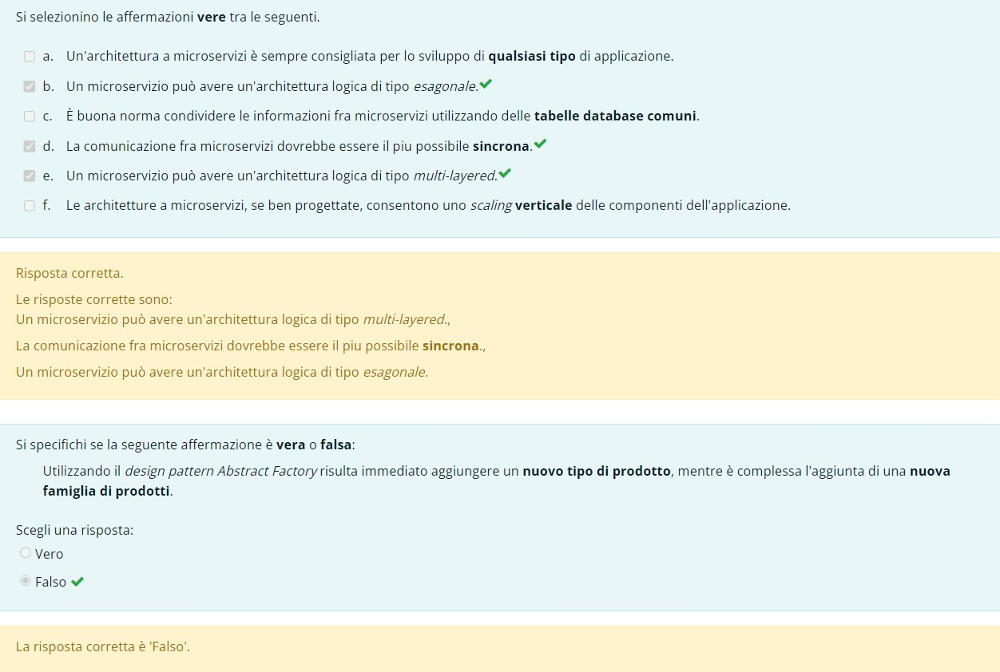 Si selezionino le affermazioni vere tra le seguenti.
a. Un'architettura a microservizi è sempre consigliata per lo sviluppo di qualsiasi tipo di applicazione.
b. Un microservizio può avere un'architettura logica di tipo esagonale.
c. È buona norma condividere le informazioni fra microservizi utilizzando delle tabelle database comuni.
d. La comunicazione fra microservizi dovrebbe essere il piu possibile sincrona.
e. Un microservizio può avere un'architettura logica di tipo multi-layered.
f. Le architetture a microservizi, se ben progettate, consentono uno scaling verticale delle componenti dell'applicazione.
Risposta corretta.
Le risposte corrette sono:
Un microservizio può avere un'architettura logica di tipo multi-layered.,
La comunicazione fra microservizi dovrebbe essere il piu possibile sincrona.,
Un microservizio può avere un'architettura logica di tipo esagonale.
Si specifichi se la seguente affermazione è vera o falsa:
Utilizzando il design pattern Abstract Factory risulta immediato aggiungere un nuovo tipo di prodotto, mentre è complessa l'aggiunta di una nuova
famiglia di prodotti.
Scegli una risposta:
Vero
Falso
La risposta corretta è 'Falso'.